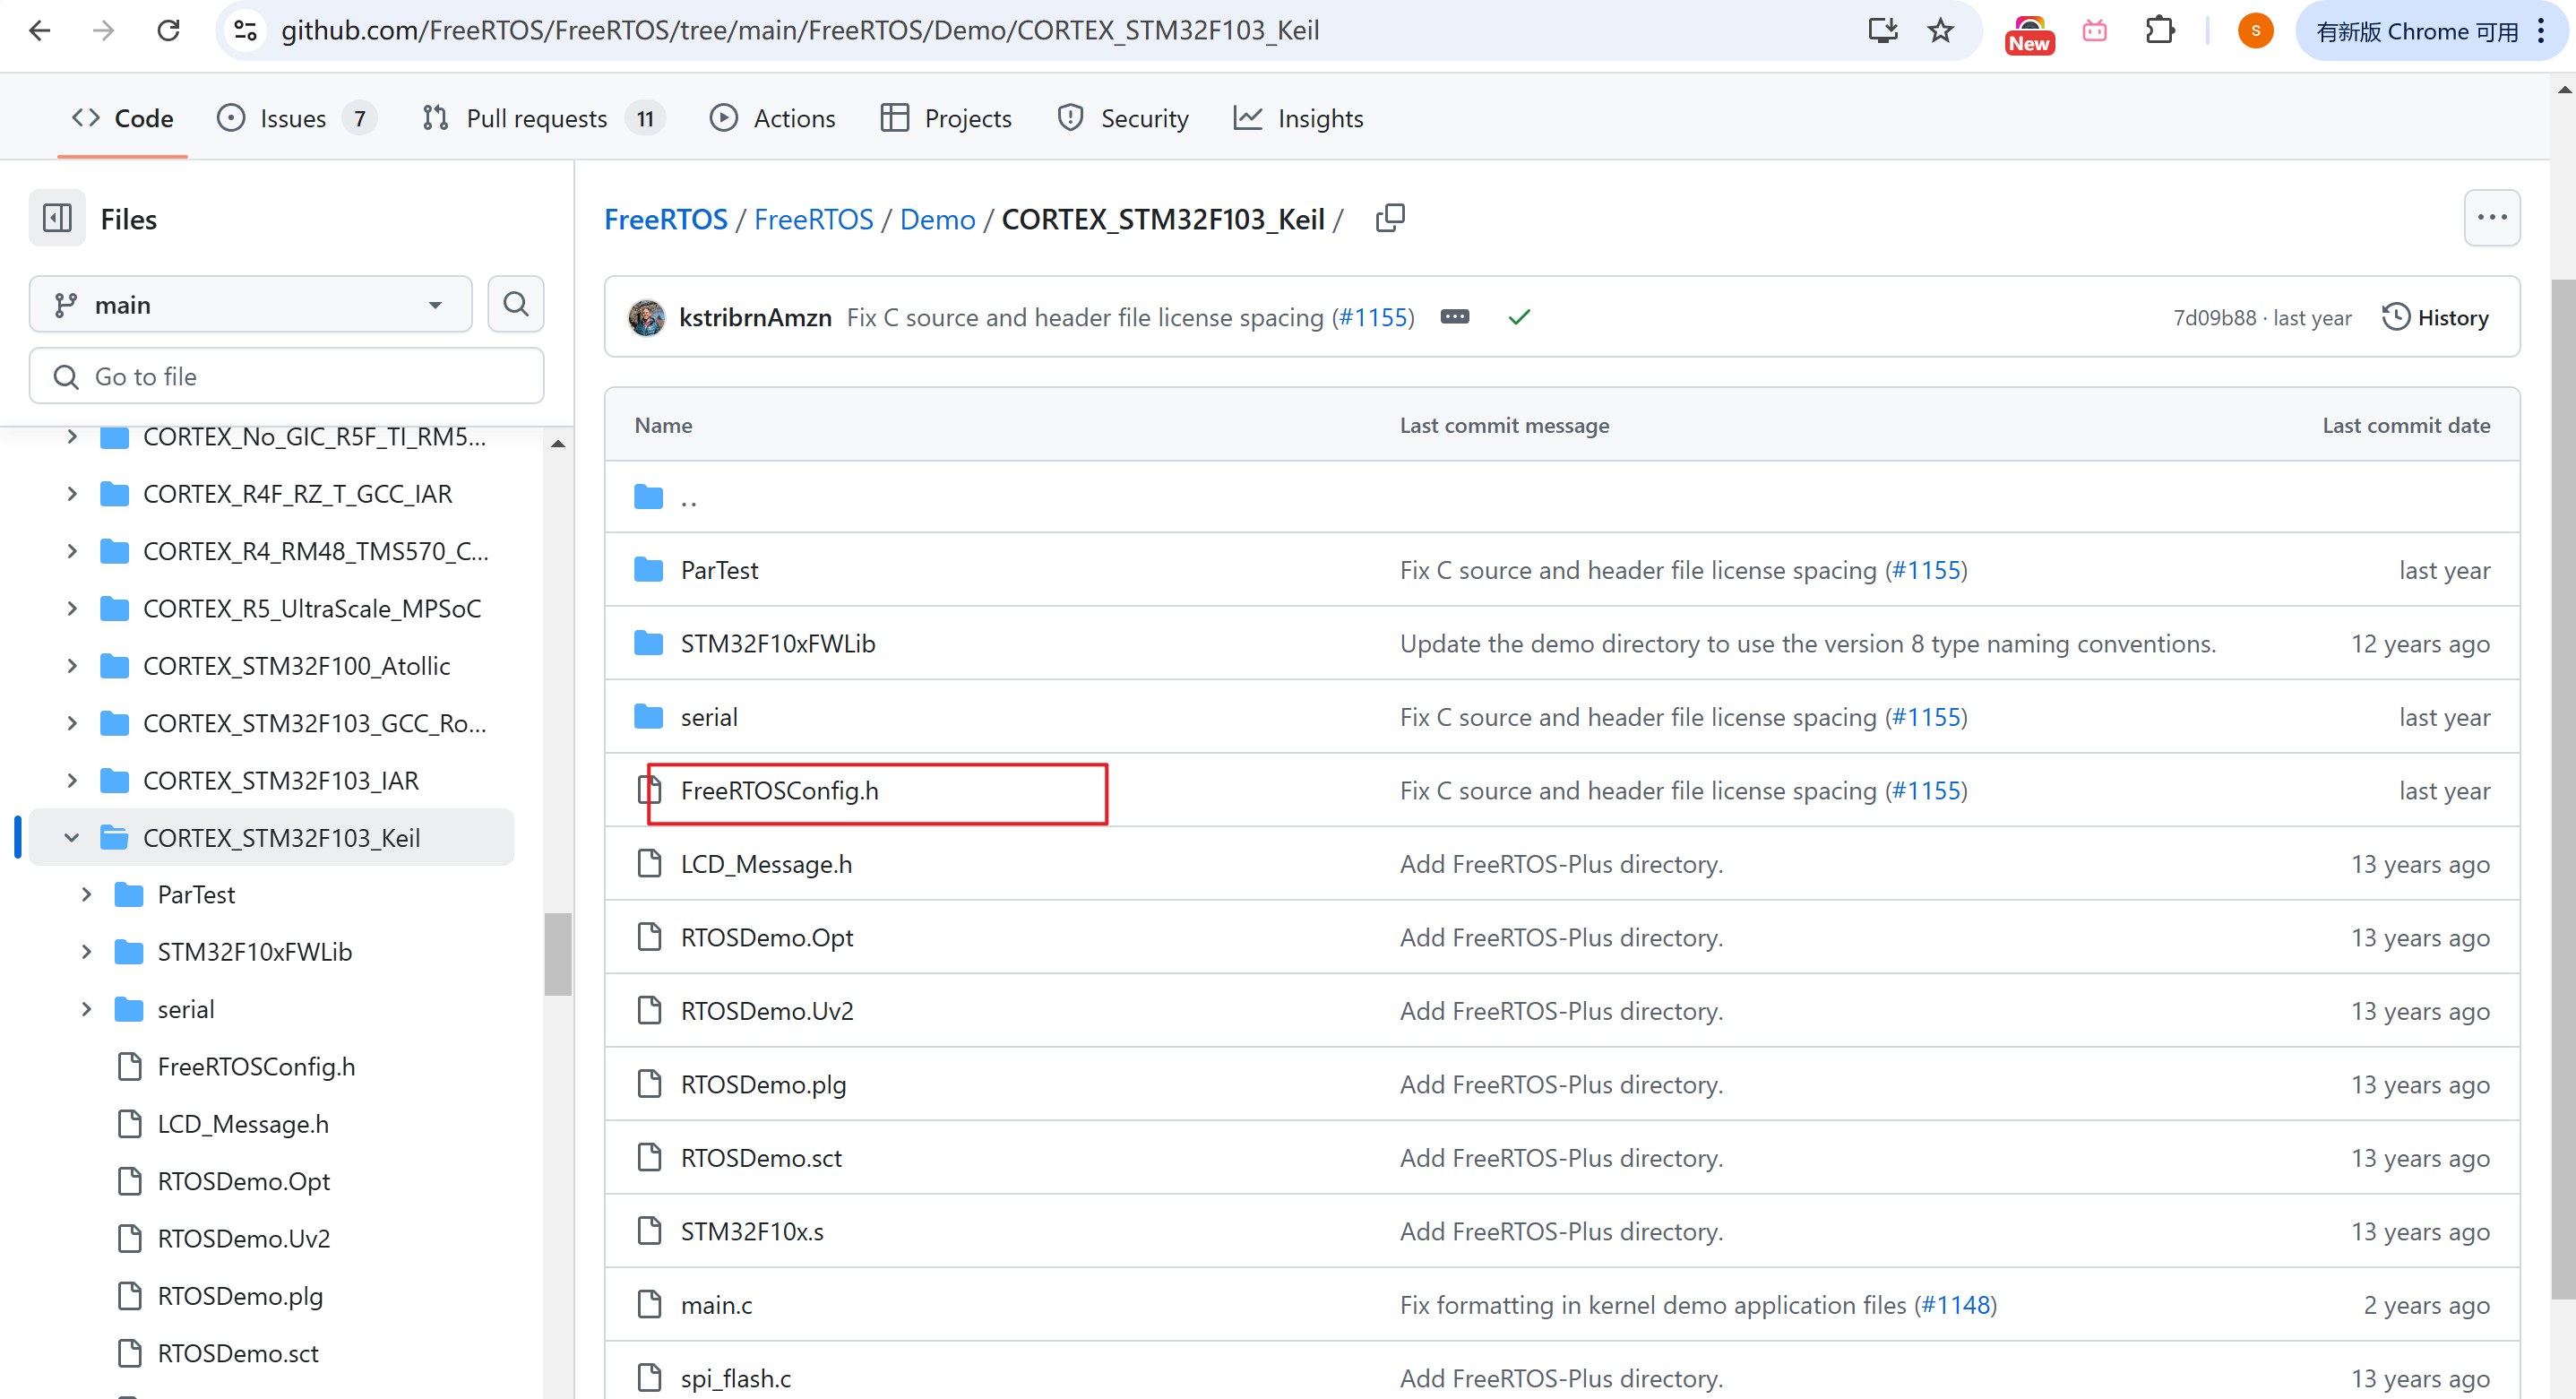 github.com/FreeRTOS/FreeRTOS/tree/main/FreeRTOS/Demo/CORTEX_STM32F103_Keil
New
S
有新版 Chrome 可用
Code
Issues 7
Pull requests 11
Actions
Projects
Security
Insights
Files
main
Go to file
CORTEX_No_GIC_R5F_TI_RM5...
CORTEX_R4F_RZ_T_GCC_IAR
CORTEX_R4_RM48_TMS570_C...
CORTEX_R5_UltraScale_MPSoC
CORTEX_STM32F100_Atollic
CORTEX_STM32F103_GCC_Ro...
CORTEX_STM32F103_IAR
CORTEX_STM32F103_Keil
ParTest
STM32F10xFWLib
serial
FreeRTOSConfig.h
LCD_Message.h
RTOSDemo.Opt
RTOSDemo.Uv2
RTOSDemo.plg
RTOSDemo.sct
FreeRTOS / FreeRTOS / Demo / CORTEX_STM32F103_Keil /
kstribrnAmzn Fix C source and header file license spacing (#1155) 7d09b88 · last year History
Name Last commit message Last commit date
..
ParTest Fix C source and header file license spacing (#1155) last year
STM32F10xFWLib Update the demo directory to use the version 8 type naming conventions. 12 years ago
serial Fix C source and header file license spacing (#1155) last year
FreeRTOSConfig.h Fix C source and header file license spacing (#1155) last year
LCD_Message.h Add FreeRTOS-Plus directory. 13 years ago
RTOSDemo.Opt Add FreeRTOS-Plus directory. 13 years ago
RTOSDemo.Uv2 Add FreeRTOS-Plus directory. 13 years ago
RTOSDemo.plg Add FreeRTOS-Plus directory. 13 years ago
RTOSDemo.sct Add FreeRTOS-Plus directory. 13 years ago
STM32F10x.s Add FreeRTOS-Plus directory. 13 years ago
main.c Fix formatting in kernel demo application files (#1148) 2 years ago
spi_flash.c Add FreeRTOS-Plus directory. 13 years ago